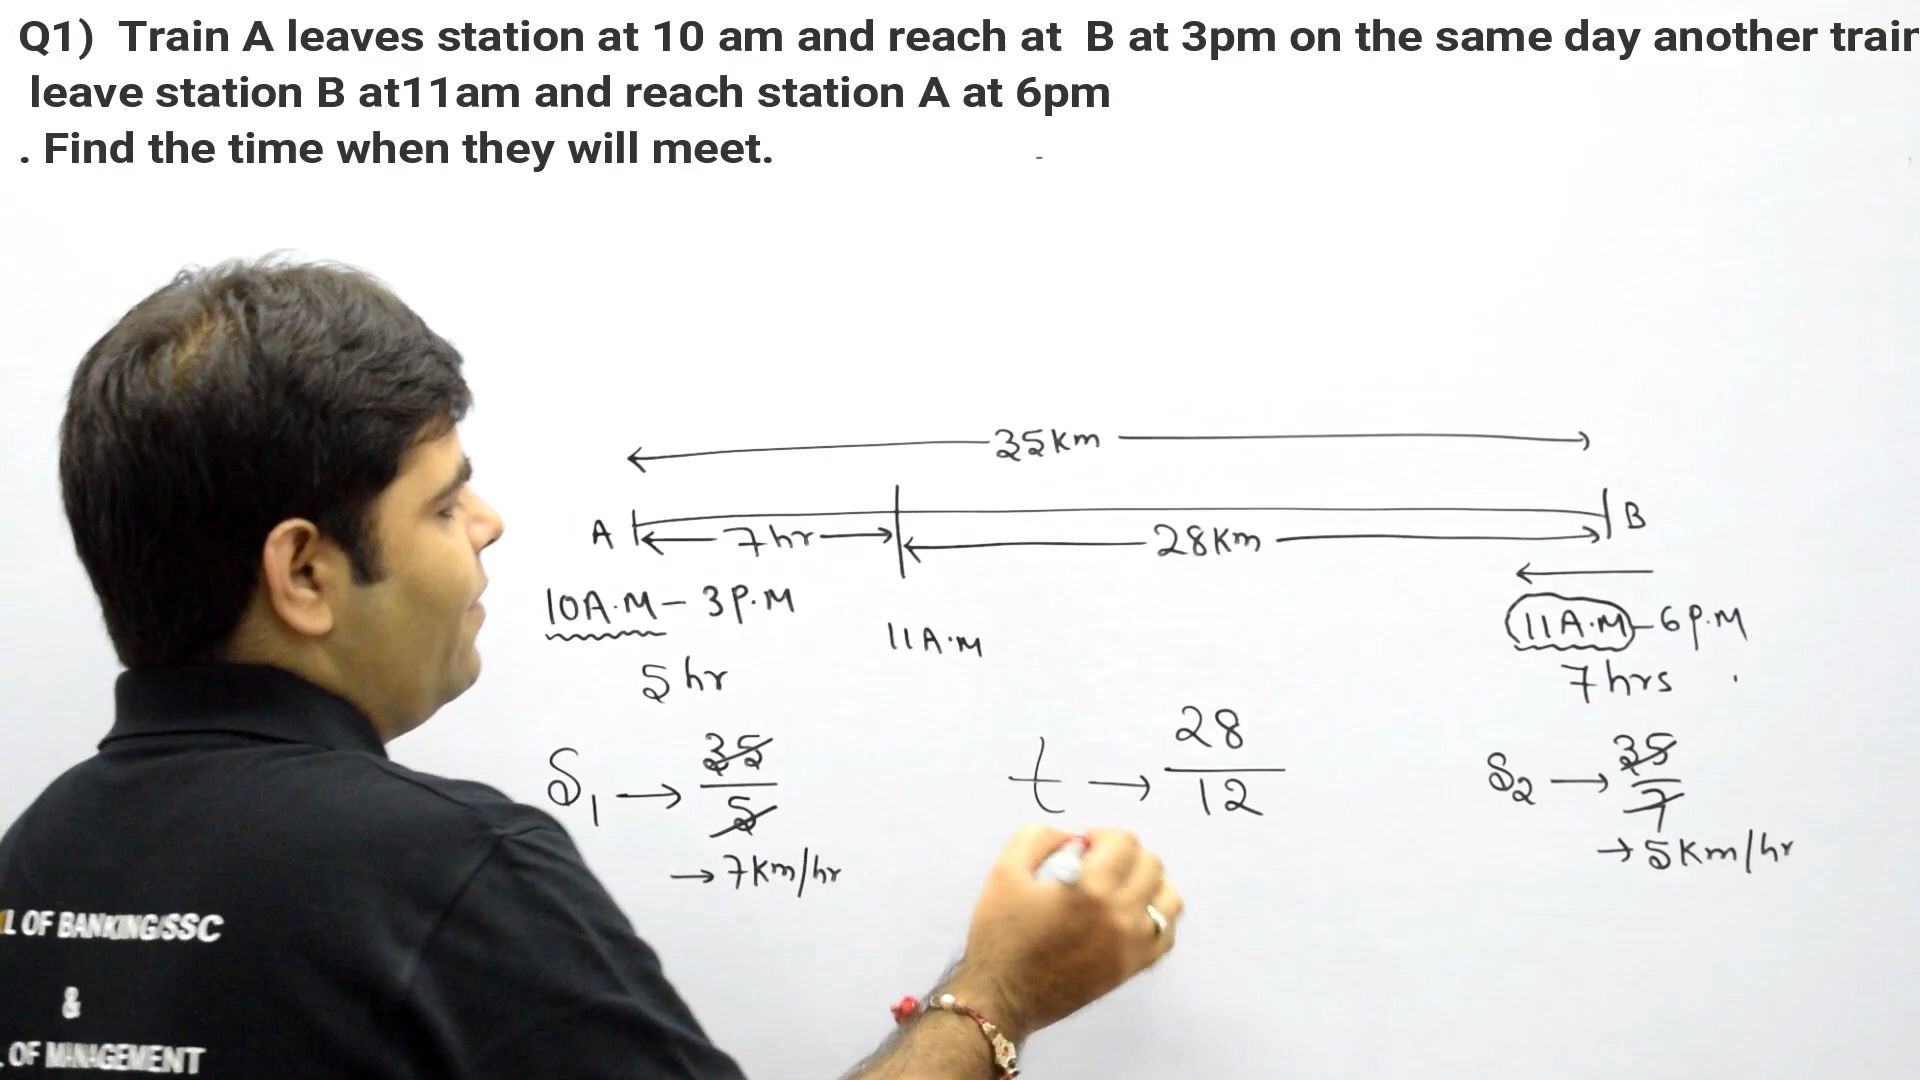 Q1) Train A leaves station at 10 am and reach at B at 3pm on the same day another train
leave station B at11am and reach station A at 6pm
. Find the time when they will meet.
35km
A 7hr 28km B
10A.M - 3P.M
11A.M
11A.M - 6P.M
5hr
7hrs
S1 → 35/5
→ 7km/hr
t → 28/12
S2 → 35/7
→ 5km/hr
L OF BANKING/SSC
&
OF MANAGEMENT